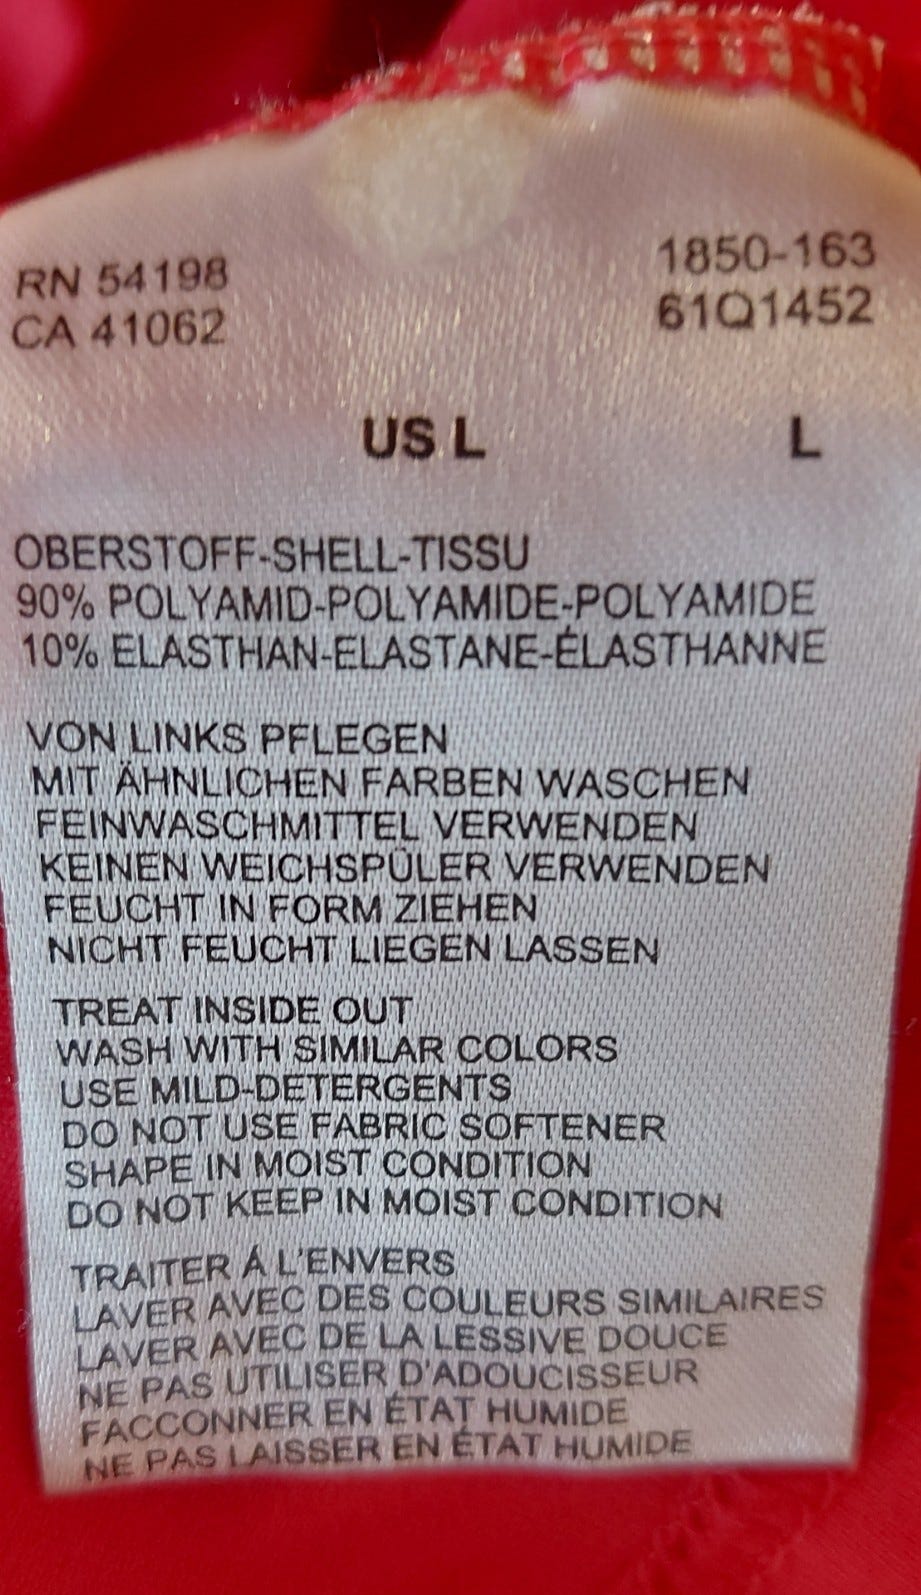 RN 54198
CA 41062
1850-163
61Q1452
US L
L
OBERSTOFF-SHELL-TISSU
90% POLYAMID-POLYAMIDE-POLYAMIDE
10% ELASTHAN-ELASTANE-ÉLASTHANNE
VON LINKS PFLEGEN
MIT ÄHNLICHEN FARBEN WASCHEN
FEINWASCHMITTEL VERWENDEN
KEINEN WEICHSPÜLER VERWENDEN
FEUCHT IN FORM ZIEHEN
NICHT FEUCHT LIEGEN LASSEN
TREAT INSIDE OUT
WASH WITH SIMILAR COLORS
USE MILD-DETERGENTS
DO NOT USE FABRIC SOFTENER
SHAPE IN MOIST CONDITION
DO NOT KEEP IN MOIST CONDITION
TRAITER Á L'ENVERS
LAVER AVEC DES COULEURS SIMILAIRES
LAVER AVEC DE LA LESSIVE DOUCE
NE PAS UTILISER D'ADOUCISSEUR
FACCONNER EN ÉTAT HUMIDE
NE PAS LAISSER EN ÉTAT HUMIDE